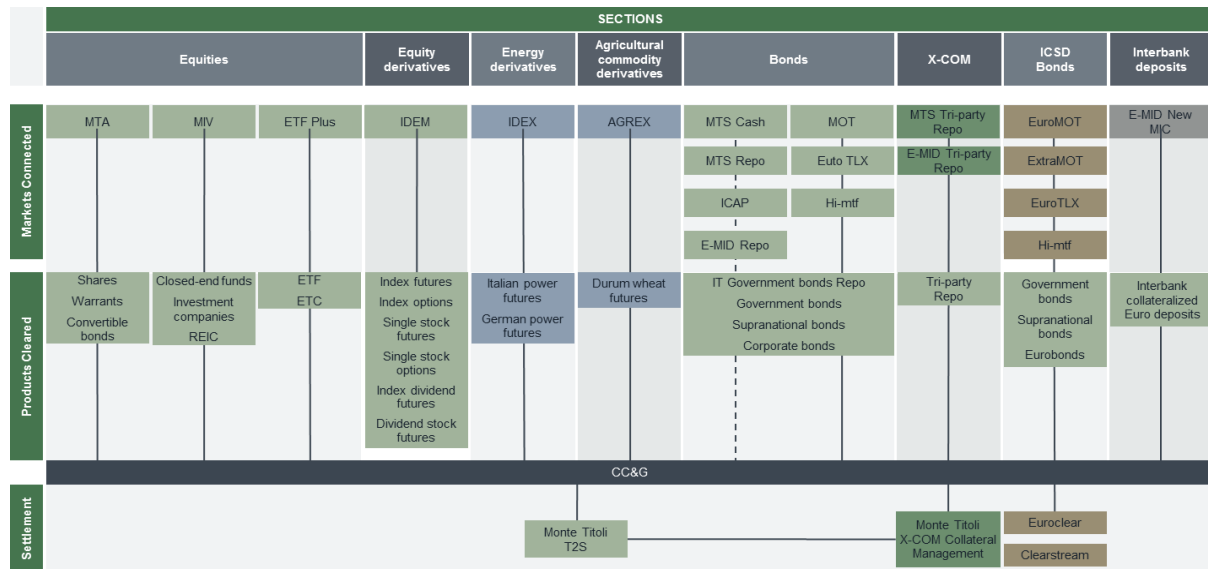 SECTIONS
Equities
Equity
derivatives
Energy
derivatives
Agricultural
commodity
derivatives
Bonds
X-COM
ICSD
Bonds
Interbank
deposits
Markets Connected
MTA
MIV
ETF Plus
IDEM
IDEX
AGREX
MTS Cash
MOT
MTS Tri-party
Repo
EuroMOT
E-MID New
MIC
MTS Repo
Euto TLX
E-MID Tri-party
Repo
ExtraMOT
ICAP
Hi-mtf
EuroTLX
E-MID Repo
Hi-mtf
Products Cleared
Shares
Warrants
Convertible
bonds
Closed-end funds
Investment
companies
REIC
ETF
ETC
Index futures
Index options
Single stock
futures
Single stock
options
Index dividend
futures
Dividend stock
futures
Italian power
futures
German power
futures
Durum wheat
futures
IT Government bonds Repo
Government bonds
Supranational bonds
Corporate bonds
Tri-party
Repo
Government
bonds
Supranational
bonds
Eurobonds
Interbank
collateralized
Euro deposits
CC&G
Settlement
Monte Titoli
T2S
Monte Titoli
X-COM Collateral
Management
Euroclear
Clearstream